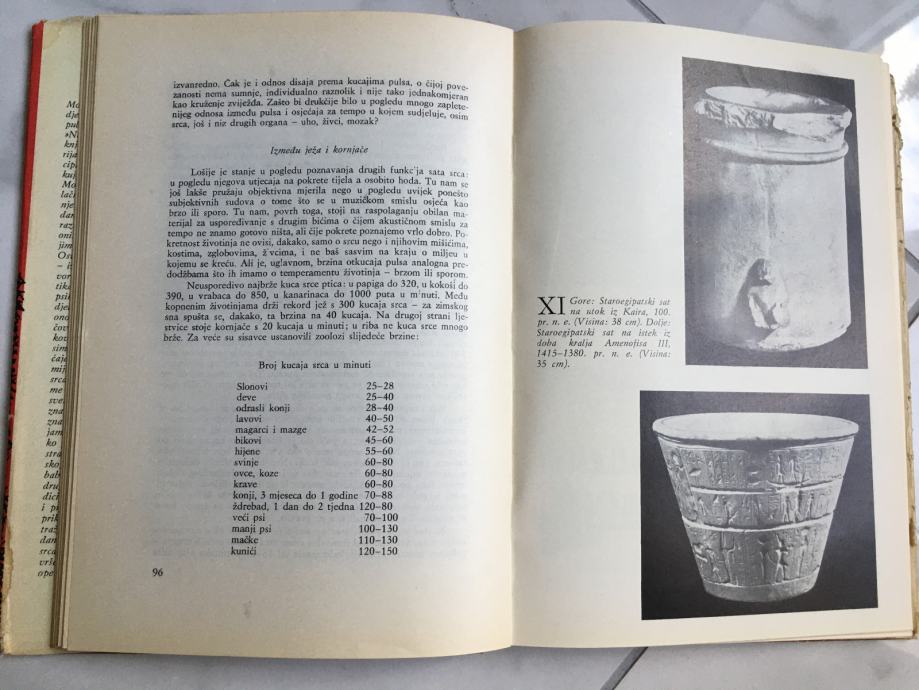 izvanredno. Čak je i odnos disaja prema kucajima pulsa, o čijoj pove-
zanosti nema sumnje, individualno raznolik i nije tako jednakomjeran
kao kruženje zviježđa. Zašto bi drukčije bilo u pogledu mnogo zaplete-
nijeg odnosa između pulsa i osjećaja za tempo u kojem sudjeluje, osim
srca, još i niz drugih organa – uho, živci, mozak?
Između ježa i kornjače
Lošije je stanje u pogledu poznavanja drugih funkcija sata srca:
u pogledu njegova utjecaja na pokrete tijela a osobito hoda. Tu nam se
još lakše pružaju objektivna mjerila nego u pogledu uvijek ponešto
subjektivnih sudova o tome što se u muzičkom smislu osjeća kao
brzo ili sporo. Tu nam, povrh toga, stoji na raspolaganju obilan ma-
terijal za uspoređivanje s drugim bićima o čijem akustičnom smislu za
tempo ne znamo gotovo ništa, ali čije pokrete poznajemo vrlo dobro. Po-
kretnost životinja ne ovisi, dakako, samo o srcu nego i njihovim mišićima,
kostima, zglobovima, živcima, i ne baš sasvim na kraju o miljeu u
kojemu se kreću. Ali je, uglavnom, brzina otkucaja pulsa analogna pre-
dodžbama što ih imamo o temperamentu životinja – brzom ili sporom.
Neusporedivo najbrže kuca srce ptica: u papiga do 320, u kokoši do
390, u vrabaca do 850, u kanarinaca do 1000 puta u minuti. Među
kopnenim životinjama drži rekord jež s 300 kucaja srca – za zimskog
sna spušta se, dakako, ta brzina na 40 kucaja. Na drugoj strani lje-
stvice stoje kornjače s 20 kucaja u minuti; u riba ne kuca srce mnogo
brže. Za veće su sisavce ustanovili zoolozi slijedeće brzine:
Broj kucaja srca u minuti
Slonovi 25–28
deve 25–40
odrasli konji 28–40
lavovi 40–50
magarci i mazge 42–52
bikovi 45–60
hijene 55–60
svinje 60–80
ovce, koze 60–80
krave 60–80
konji, 3 mjeseca do 1 godine 70–88
ždrebad, 1 dan do 2 tjedna 120–80
veći psi 70–100
manji psi 100–130
mačke 110–130
kunići 120–150
96
XI Gore: Staroegipatski sat
na utok iz Kaira, 100.
pr. n. e. (Visina: 38 cm). Dolje:
Staroegipatski sat na istek iz
doba kralja Amenofisa III,
1415–1380. pr. n. e. (Visina:
35 cm).